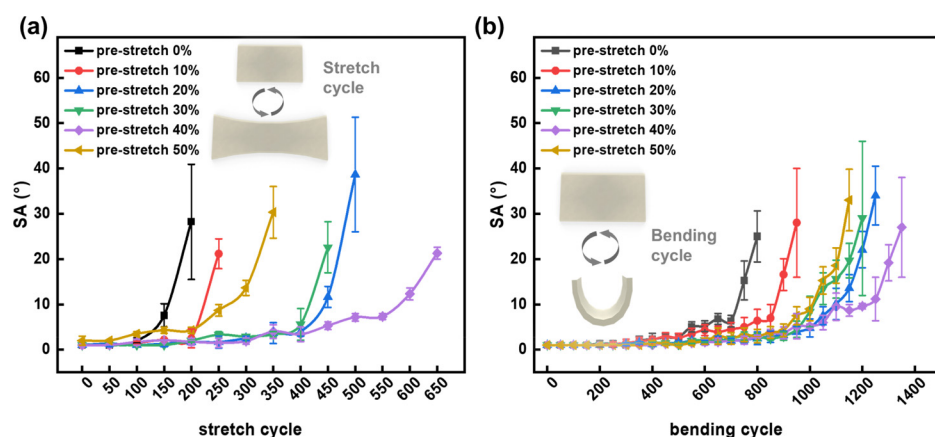 (a)
pre-stretch 0%
pre-stretch 10%
pre-stretch 20%
pre-stretch 30%
pre-stretch 40%
pre-stretch 50%
Stretch
cycle
SA (°)
60
50
40
30
20
10
0
0 50 100 150 200 250 300 350 400 450 500 550 600 650
stretch cycle
(b)
pre-stretch 0%
pre-stretch 10%
pre-stretch 20%
pre-stretch 30%
pre-stretch 40%
pre-stretch 50%
Bending
cycle
SA (°)
60
50
40
30
20
10
0
0 200 400 600 800 1000 1200 1400
bending cycle